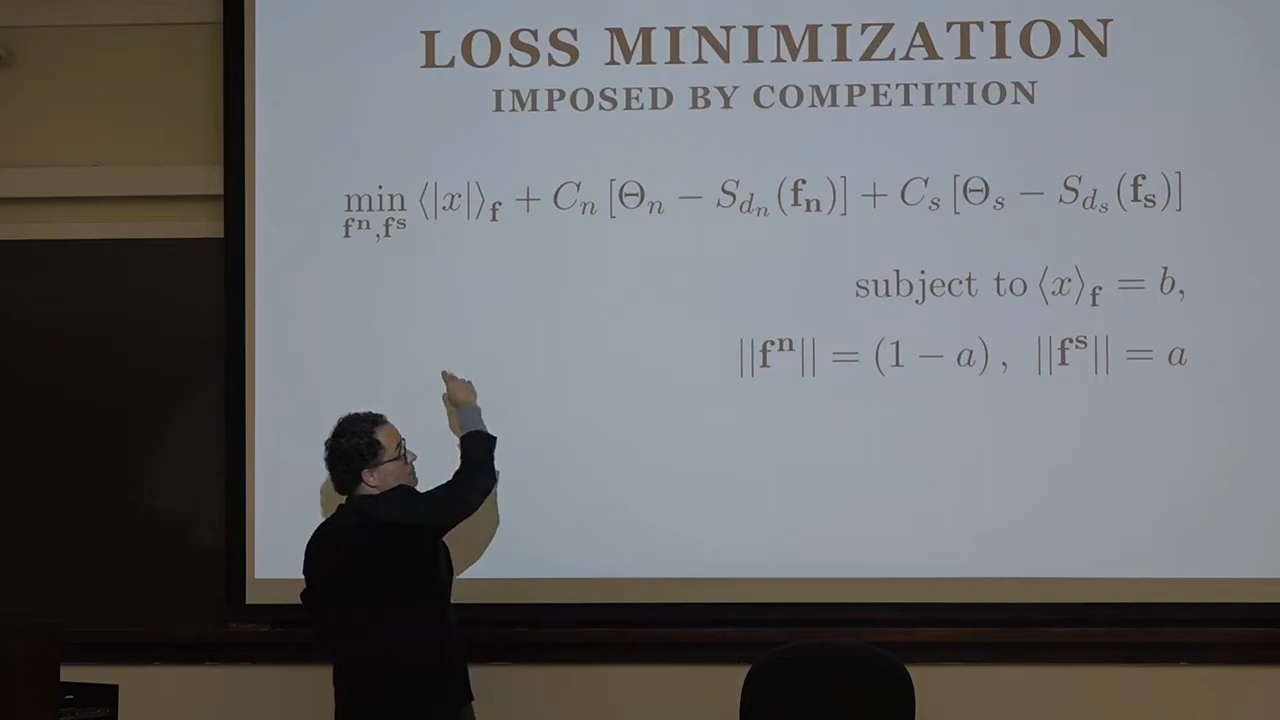 LOSS MINIMIZATION
IMPOSED BY COMPETITION
min ⟨|x|⟩_f + C_n [Θ_n − S_{d_n}(f_n)] + C_s [Θ_s − S_{d_s}(f_s)]
f^n,f^s
subject to ⟨x⟩_f = b,
||f^n|| = (1 − a) , ||f^s|| = a